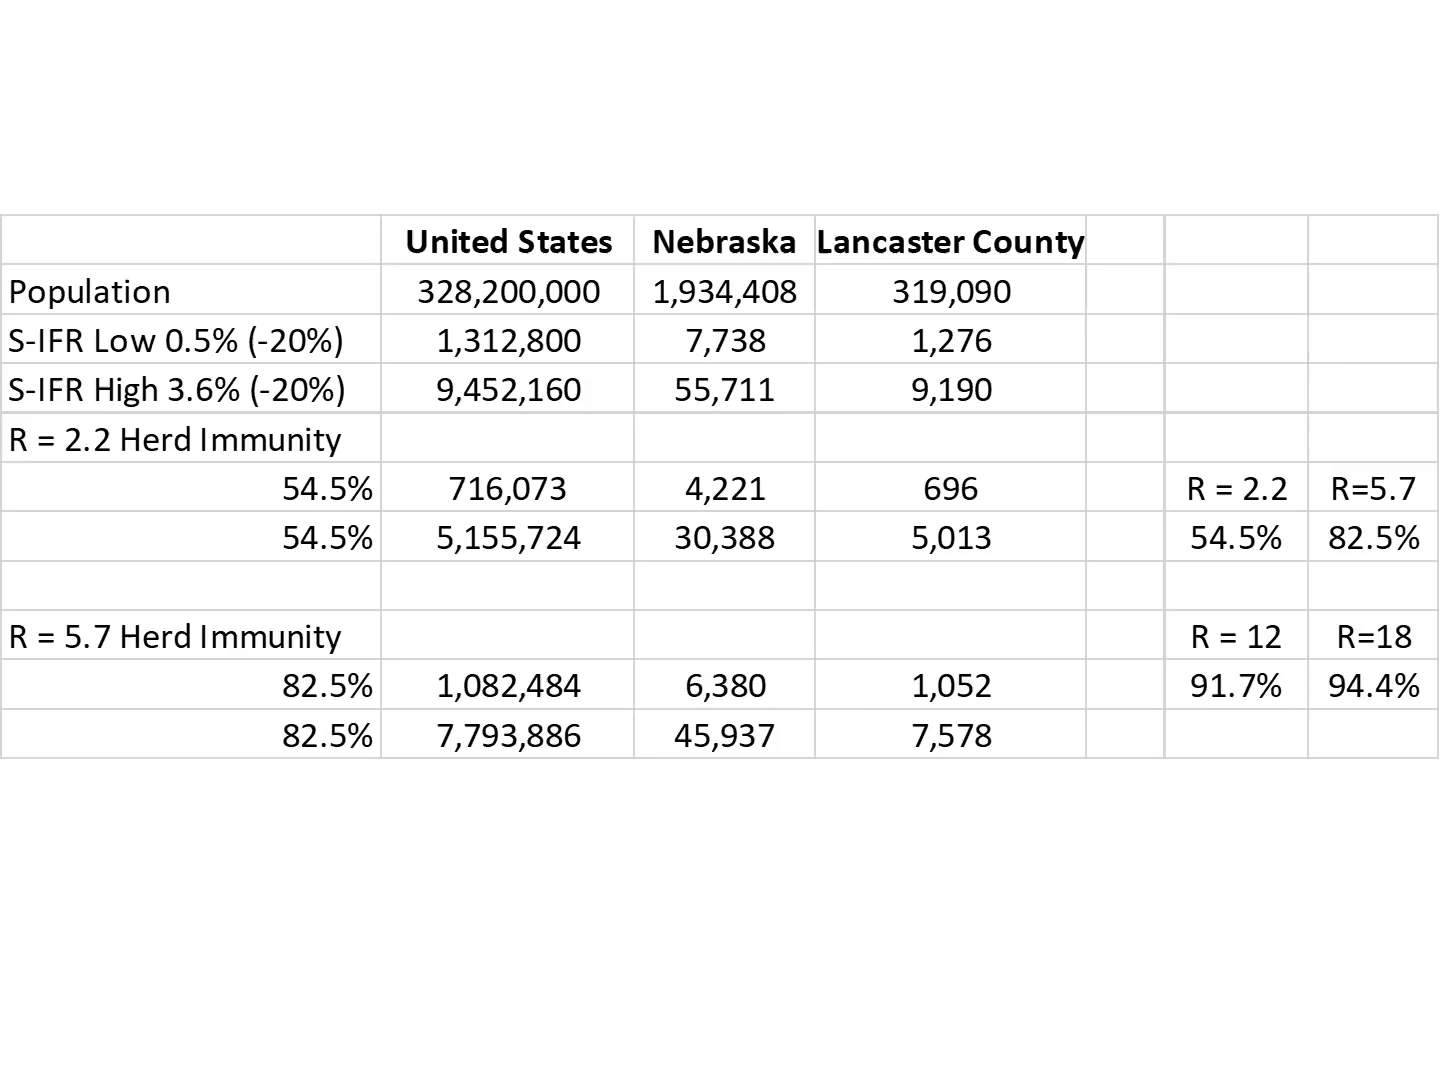 United States Nebraska Lancaster County
Population 328,200,000 1,934,408 319,090
S-IFR Low 0.5% (-20%) 1,312,800 7,738 1,276
S-IFR High 3.6% (-20%) 9,452,160 55,711 9,190
R = 2.2 Herd Immunity
54.5% 716,073 4,221 696 R = 2.2 R=5.7
54.5% 5,155,724 30,388 5,013 54.5% 82.5%
R = 5.7 Herd Immunity R = 12 R=18
82.5% 1,082,484 6,380 1,052 91.7% 94.4%
82.5% 7,793,886 45,937 7,578